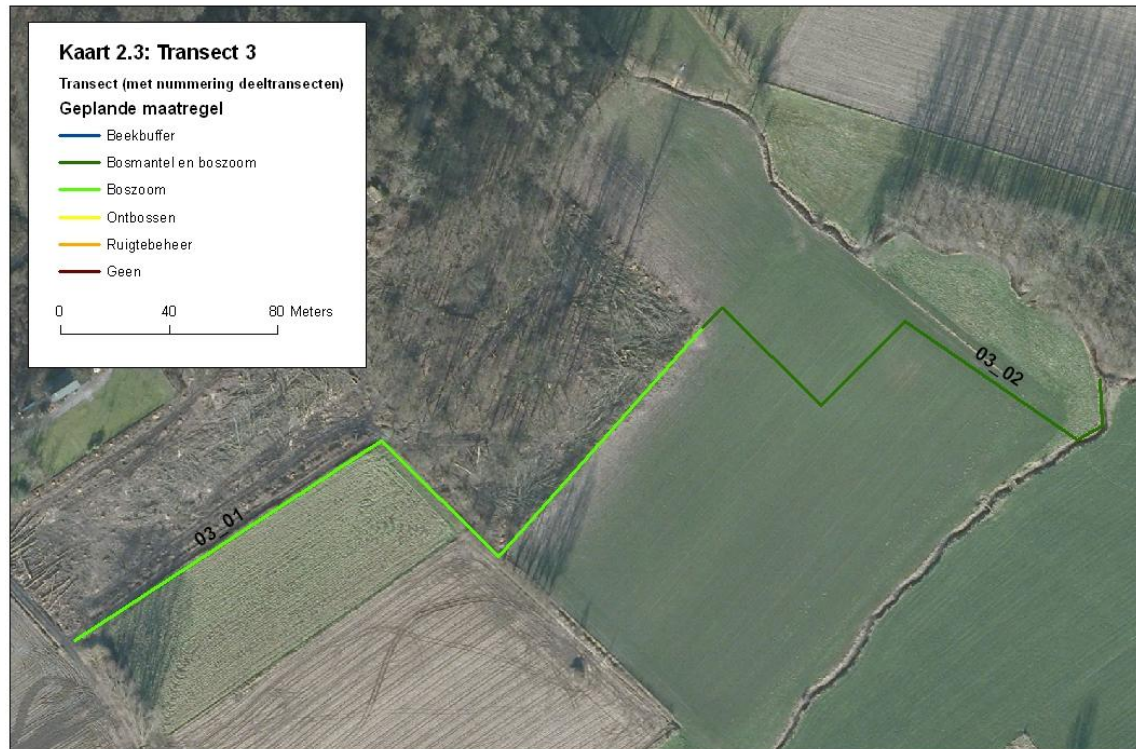 Kaart 2.3: Transect 3
Transect (met nummering deeltransecten)
Geplande maatregel
Beekbuffer
Bosmantel en boszoom
Boszoom
Ontbossen
Ruigtebeheer
Geen
0 40 80 Meters
03_01
03_02